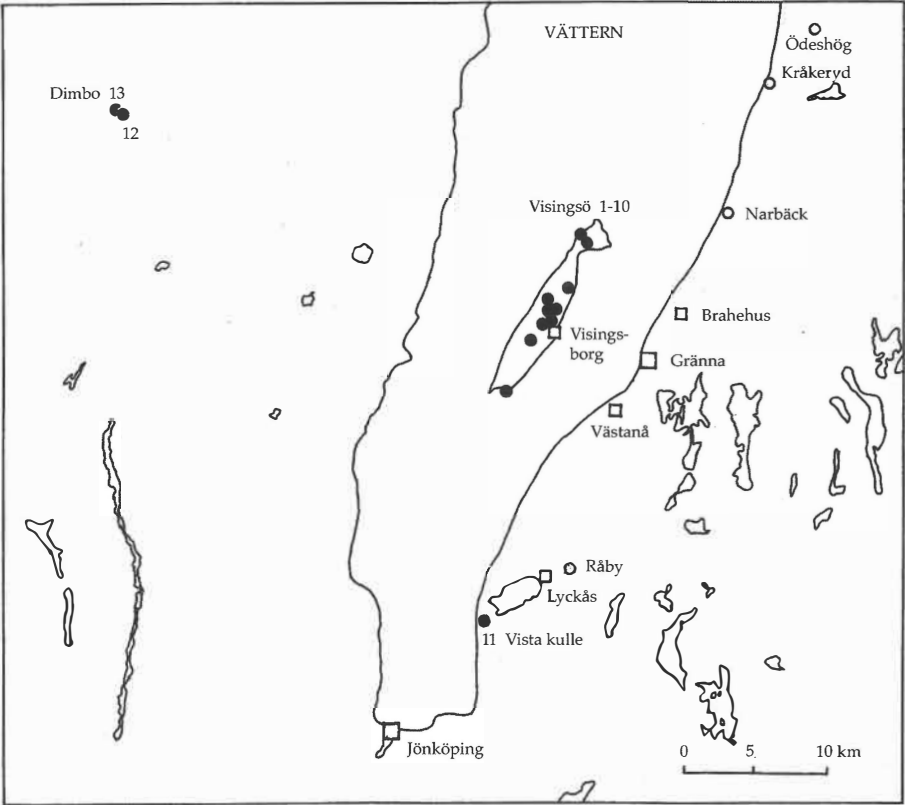 VÄTTERN
Ödeshög
Kråkeryd
Dimbo 13
12
Visingsö 1-10
Narbäck
Brahehus
Visings-
borg
Gränna
Västanå
Råby
Lyckås
11 Vista kulle
Jönköping
0 5 10 km